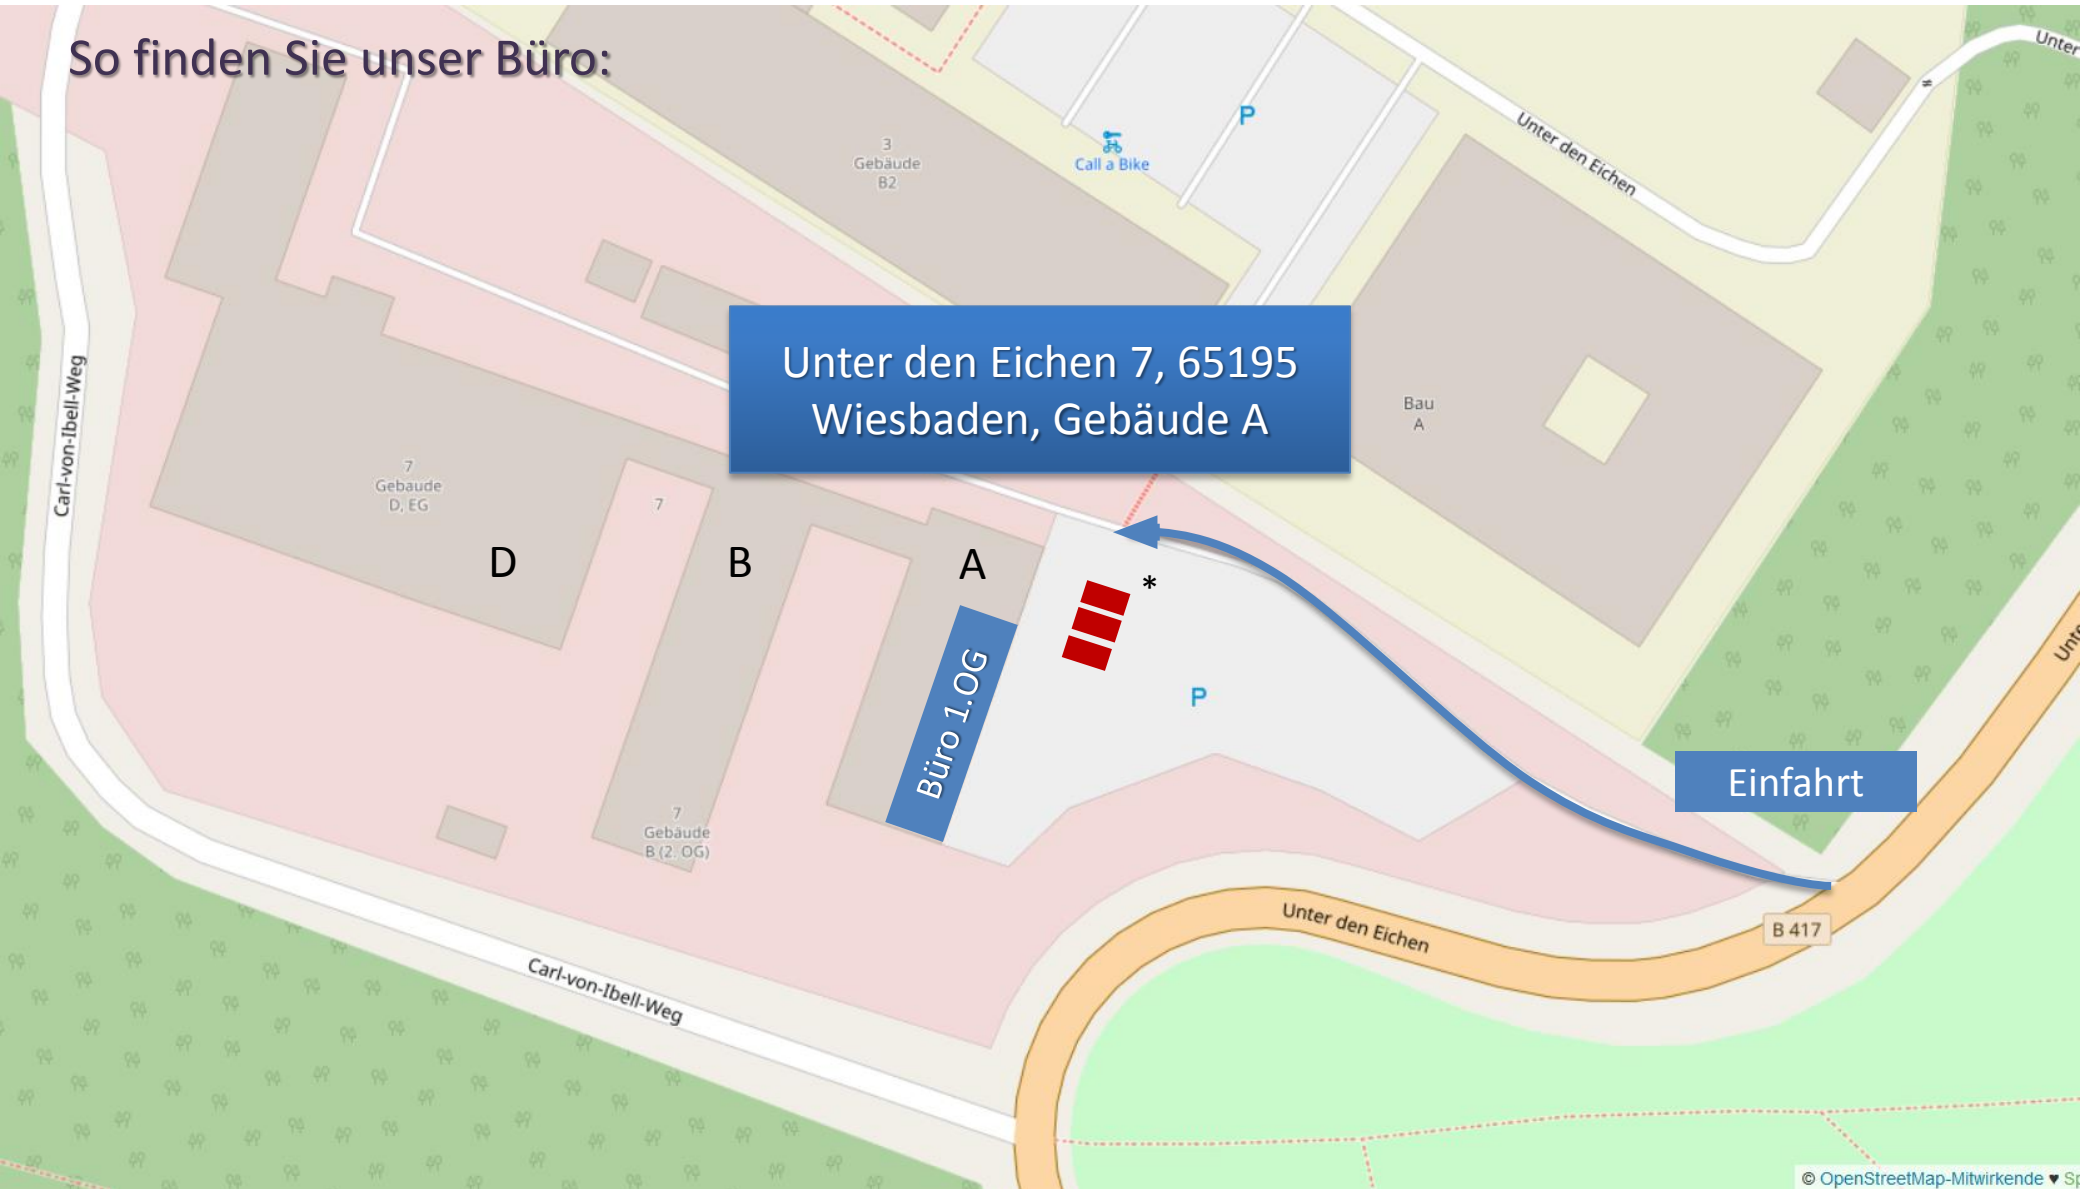 So finden Sie unser Büro:
Unter
3
Gebäude
B2
Call a Bike
P
Unter den Eichen
Unter den Eichen 7, 65195
Wiesbaden, Gebäude A
Bau
A
Carl-von-Ibell-Weg
7
Gebaude
D, EG
7
D
B
A
*
Büro 1.OG
P
Einfahrt
7
Gebäude
B (2. OG)
Unter den Eichen
B 417
Carl-von-Ibell-Weg
© OpenStreetMap-Mitwirkende ♥